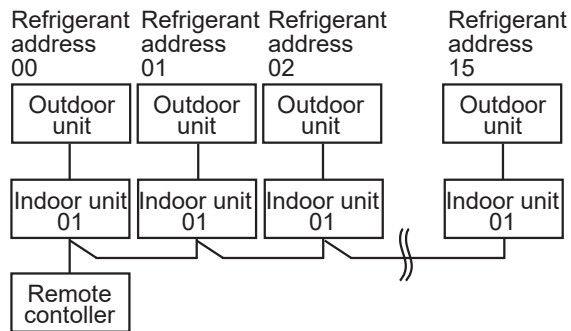 Refrigerant address 00
Refrigerant address 01
Refrigerant address 02
Refrigerant address 15
Outdoor unit
Outdoor unit
Outdoor unit
Outdoor unit
Indoor unit 01
Indoor unit 01
Indoor unit 01
Indoor unit 01
Remote contoller